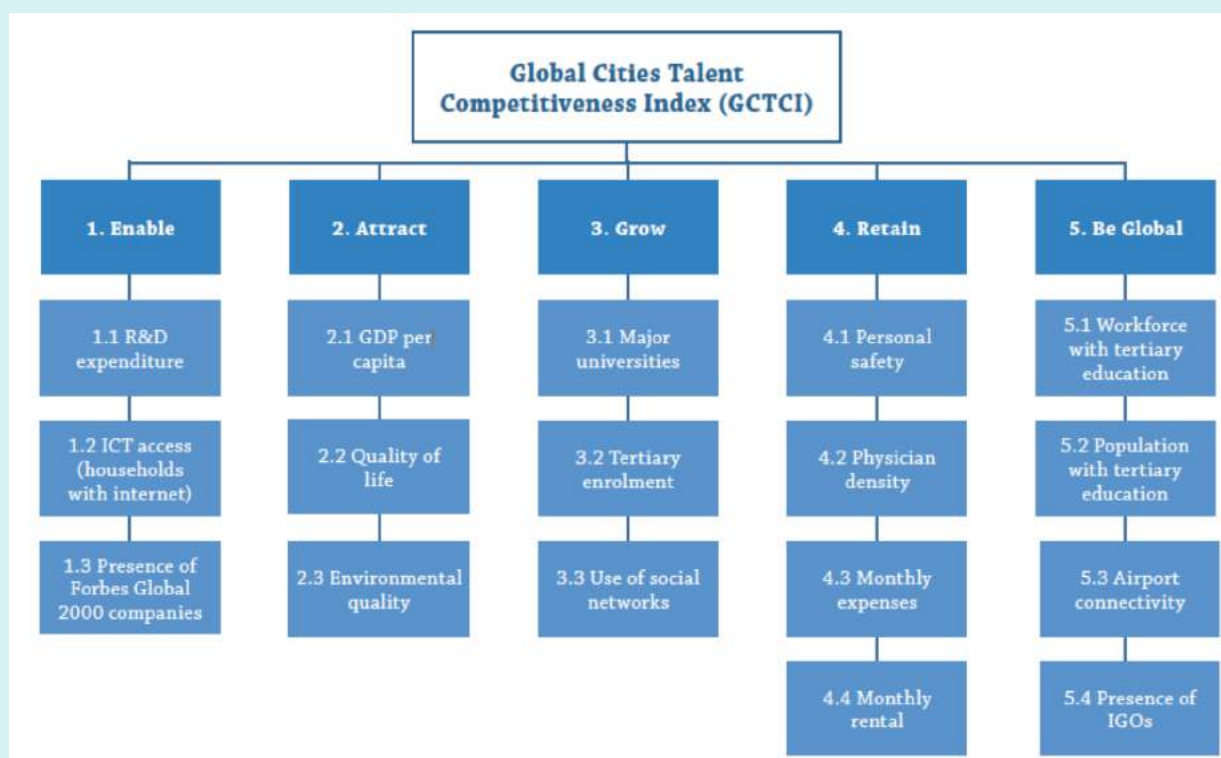 Global Cities Talent
Competitiveness Index (GCTCI)
1. Enable
2. Attract
3. Grow
4. Retain
5. Be Global
1.1 R&D
expenditure
2.1 GDP per
capita
3.1 Major
universities
4.1 Personal
safety
5.1 Workforce
with tertiary
education
1.2 ICT access
(households
with internet)
2.2 Quality of
life
3.2 Tertiary
enrolment
4.2 Physician
density
5.2 Population
with tertiary
education
1.3 Presence of
Forbes Global
2000 companies
2.3 Environmental
quality
3.3 Use of social
networks
4.3 Monthly
expenses
5.3 Airport
connectivity
4.4 Monthly
rental
5.4 Presence of
IGOs